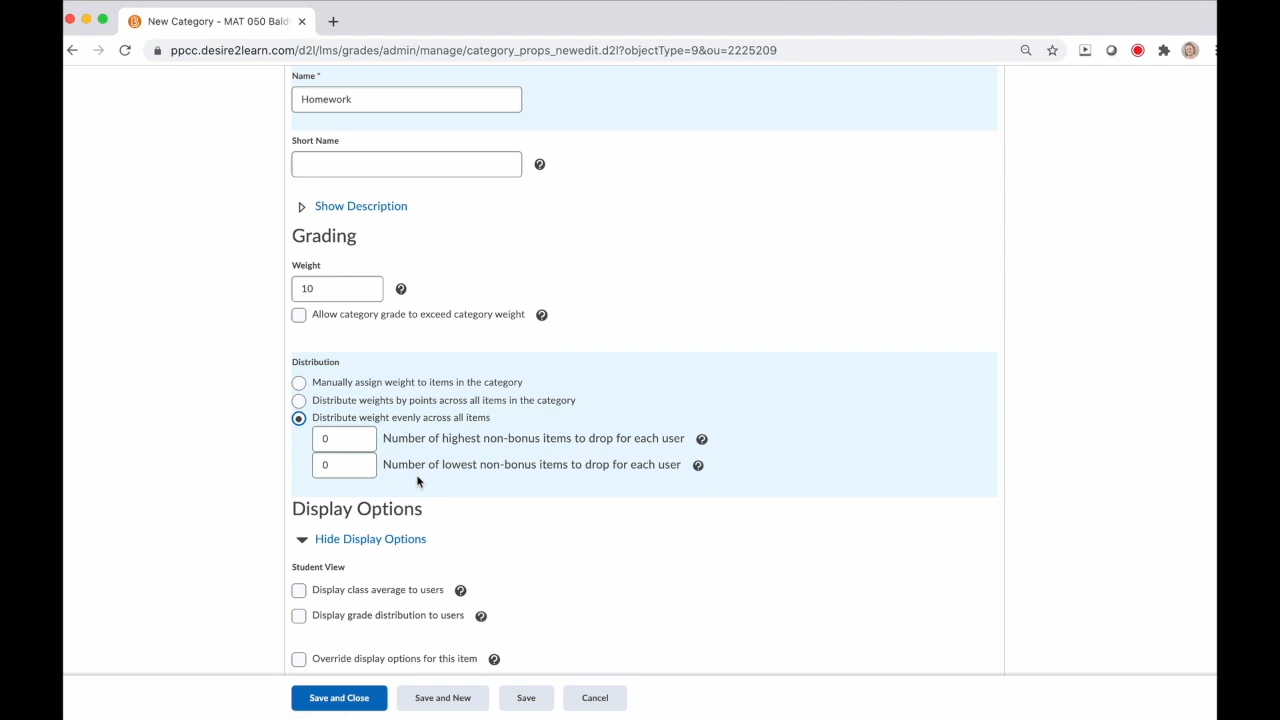 New Category - MAT 050 Bald
ppcc.desire2learn.com/d2l/lms/grades/admin/manage/category_props_newedit.d2l?objectType=9&ou=2225209
Name *
Homework
Short Name
Show Description
Grading
Weight
10
Allow category grade to exceed category weight
Distribution
Manually assign weight to items in the category
Distribute weights by points across all items in the category
Distribute weight evenly across all items
0 Number of highest non-bonus items to drop for each user
0 Number of lowest non-bonus items to drop for each user
Display Options
Hide Display Options
Student View
Display class average to users
Display grade distribution to users
Override display options for this item
Save and Close Save and New Save Cancel